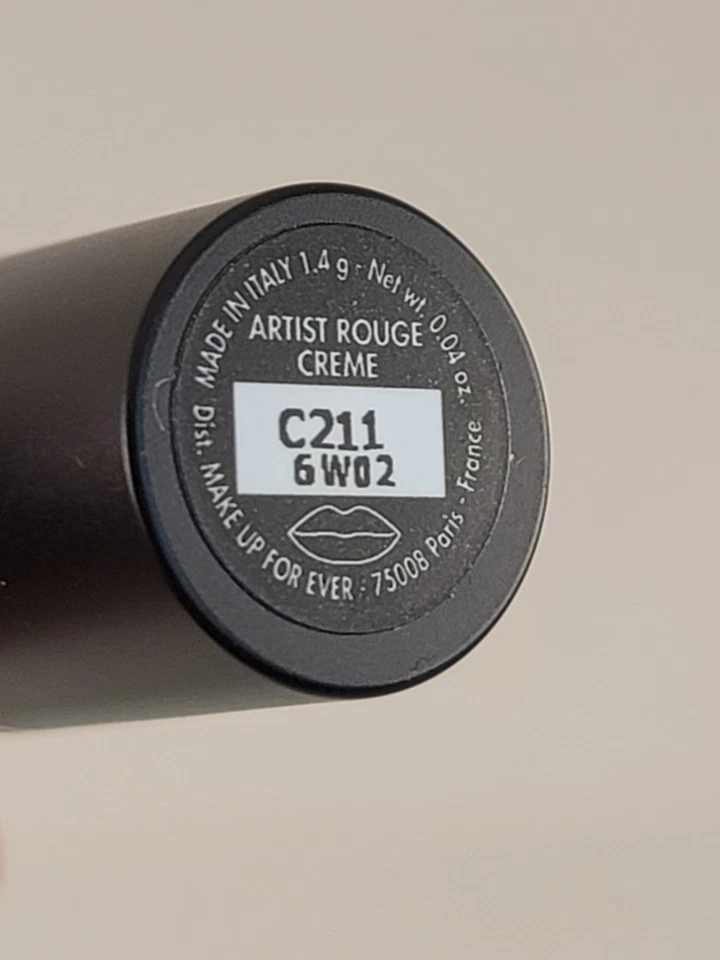 MADE IN ITALY 1.4 g - Net wt. 0.04 oz.
ARTIST ROUGE
CREME
C211
6W02
Dist. MAKE UP FOR EVER - 75008 Paris - France